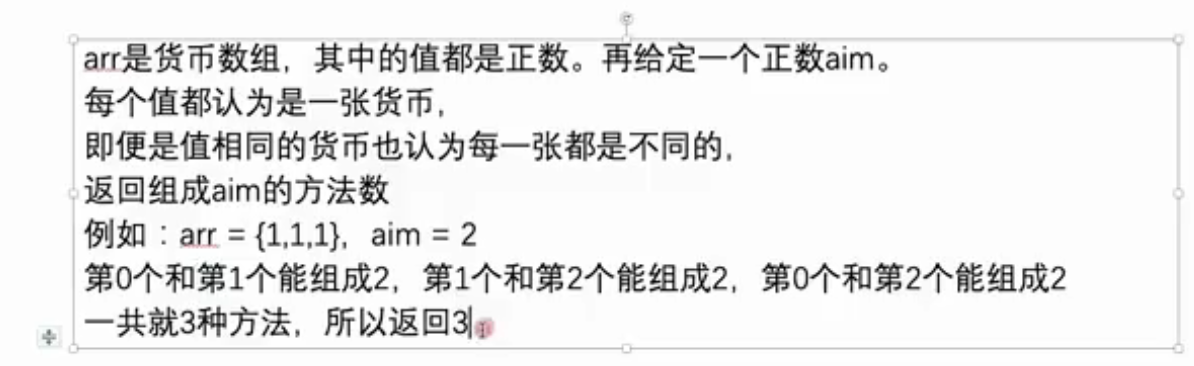 arr是货币数组，其中的值都是正数。再给定一个正数aim。
每个值都认为是一张货币，
即便是值相同的货币也认为每一张都是不同的，
返回组成aim的方法数
例如：arr = {1,1,1}，aim = 2
第0个和第1个能组成2，第1个和第2个能组成2，第0个和第2个能组成2
一共就3种方法，所以返回3